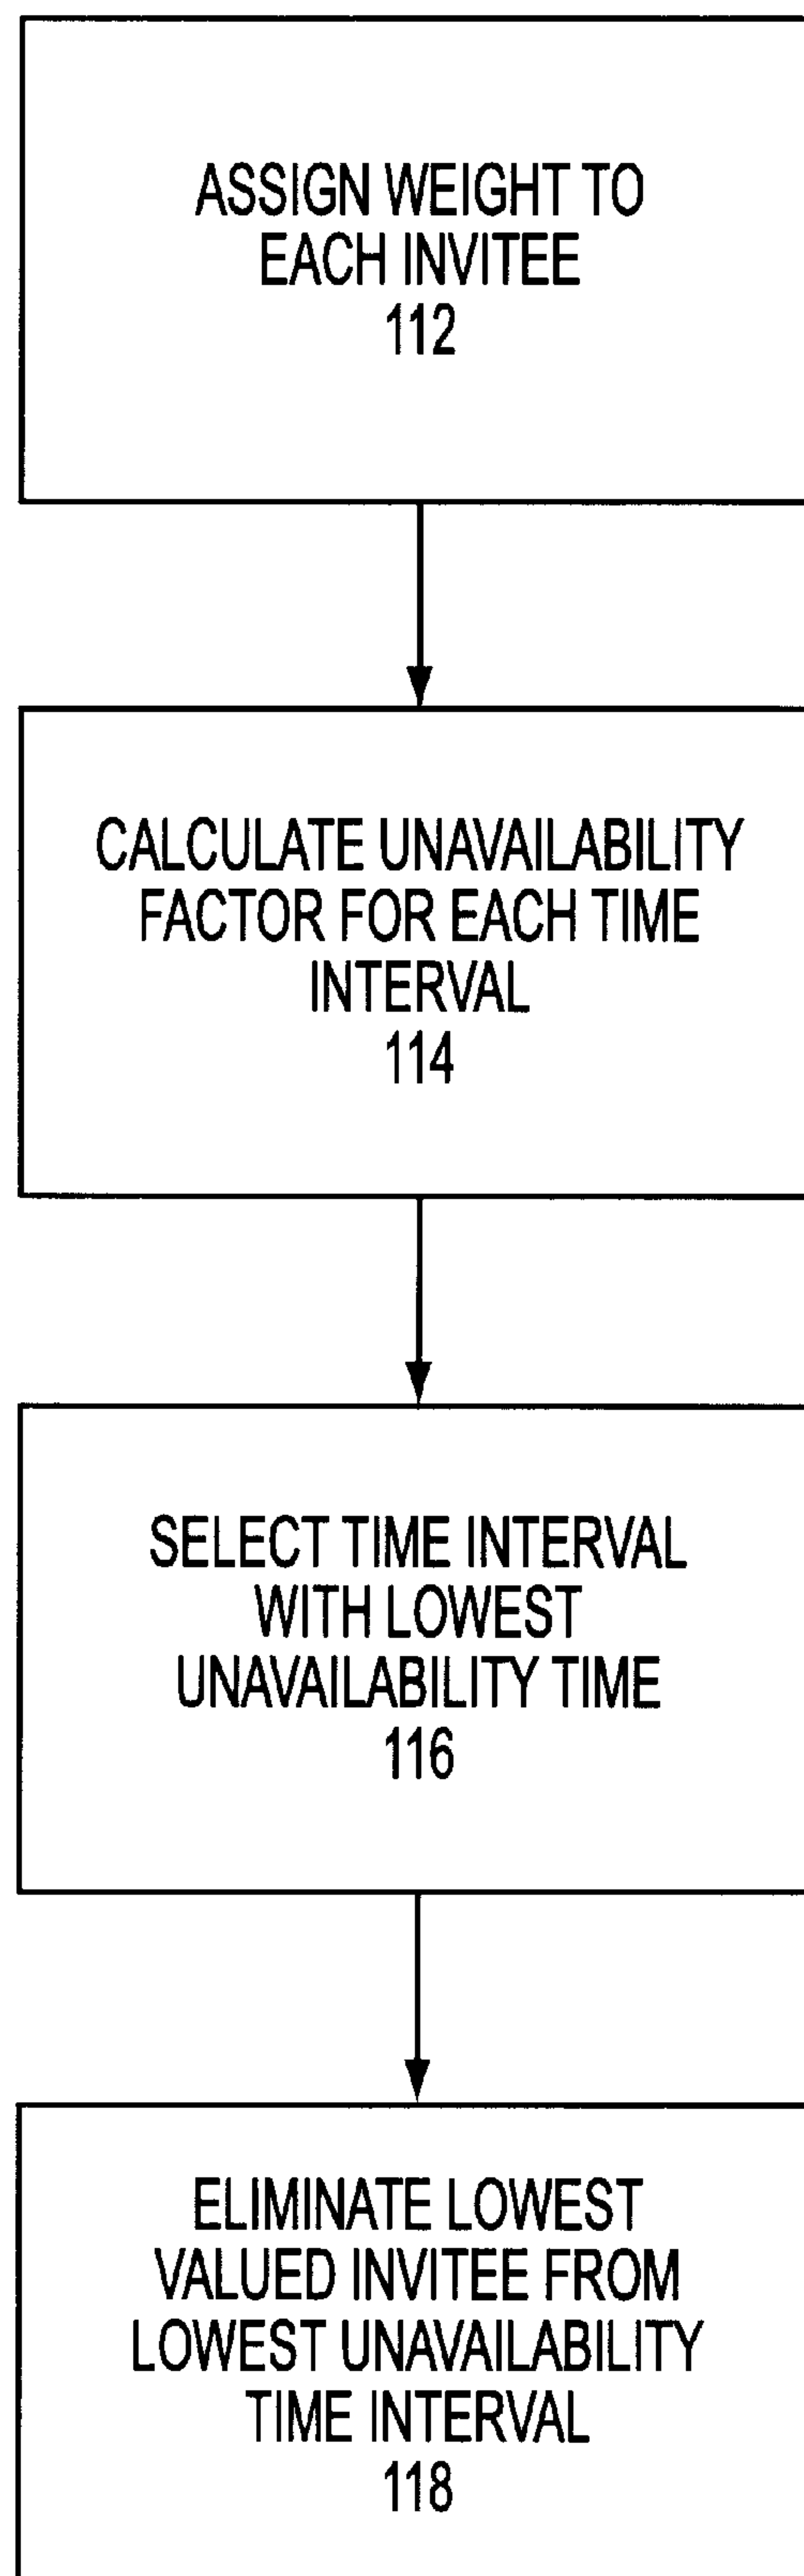 ASSIGN WEIGHT TO
EACH INVITEE
112
CALCULATE UNAVAILABILITY
FACTOR FOR EACH TIME
INTERVAL
114
SELECT TIME INTERVAL
WITH LOWEST
UNAVAILABILITY TIME
116
ELIMINATE LOWEST
VALUED INVITEE FROM
LOWEST UNAVAILABILITY
TIME INTERVAL
118